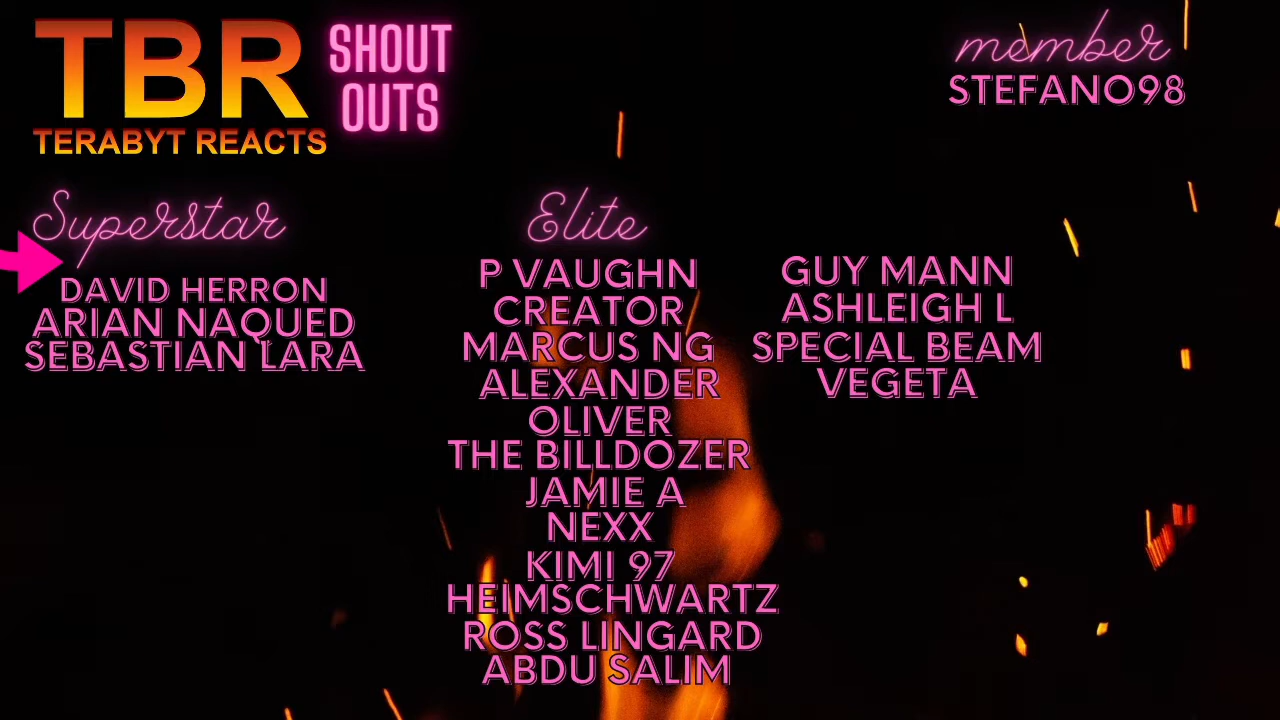 TBR
TERABYT REACTS
SHOUT
OUTS
member
STEFANO98
Superstar
DAVID HERRON
ARIAN NAQUED
SEBASTIAN LARA
Elite
P VAUGHN
CREATOR
MARCUS NG
ALEXANDER
OLIVER
THE BILLDOZER
JAMIE A
NEXX
KIMI 97
HEIMSCHWARTZ
ROSS LINGARD
ABDU SALIM
GUY MANN
ASHLEIGH L
SPECIAL BEAM
VEGETA